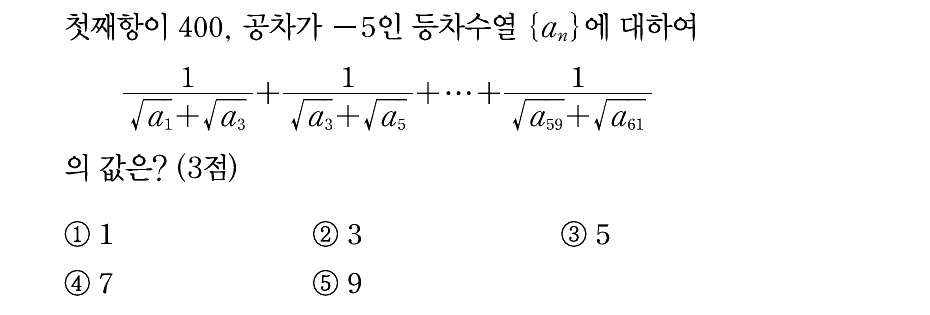 첫째항이 400, 공차가 −5인 등차수열 {aₙ}에 대하여
1/(√a₁+√a₃) + 1/(√a₃+√a₅) + ⋯ + 1/(√a₅₉+√a₆₁)
의 값은? (3점)
① 1 ② 3 ③ 5
④ 7 ⑤ 9